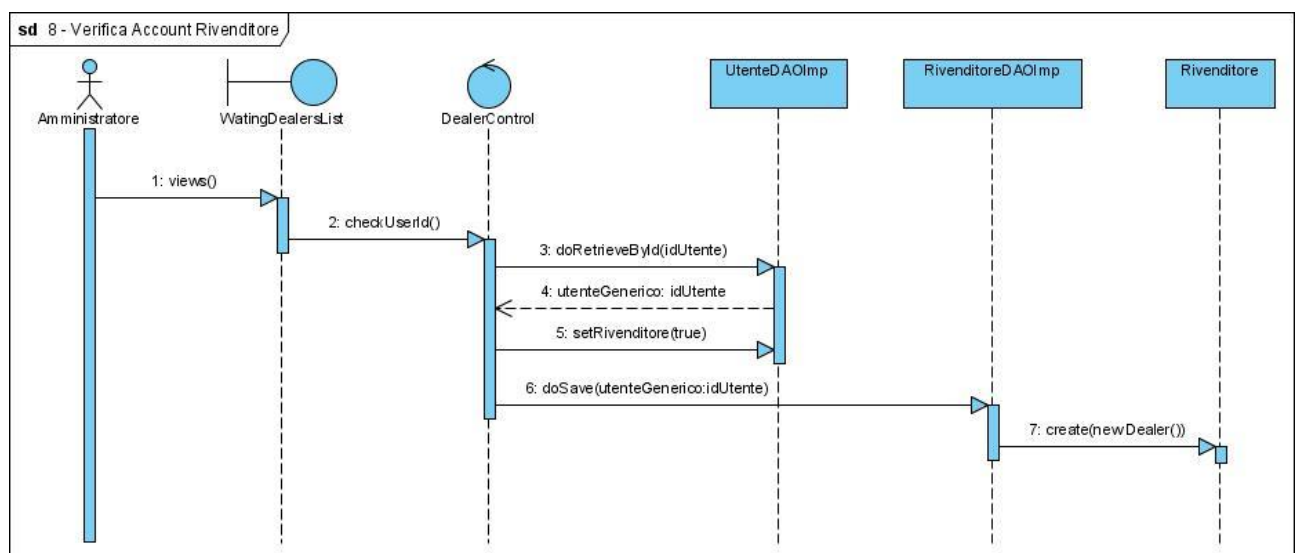 sd 8 - Verifica Account Rivenditore
Amministratore
WatingDealersList
DealerControl
UtenteDAOImp
RivenditoreDAOImp
Rivenditore
1: views()
2: checkUserId()
3: doRetrieveById(idUtente)
4: utenteGenerico: idUtente
5: setRivenditore(true)
6: doSave(utenteGenerico:idUtente)
7: create(newDealer())